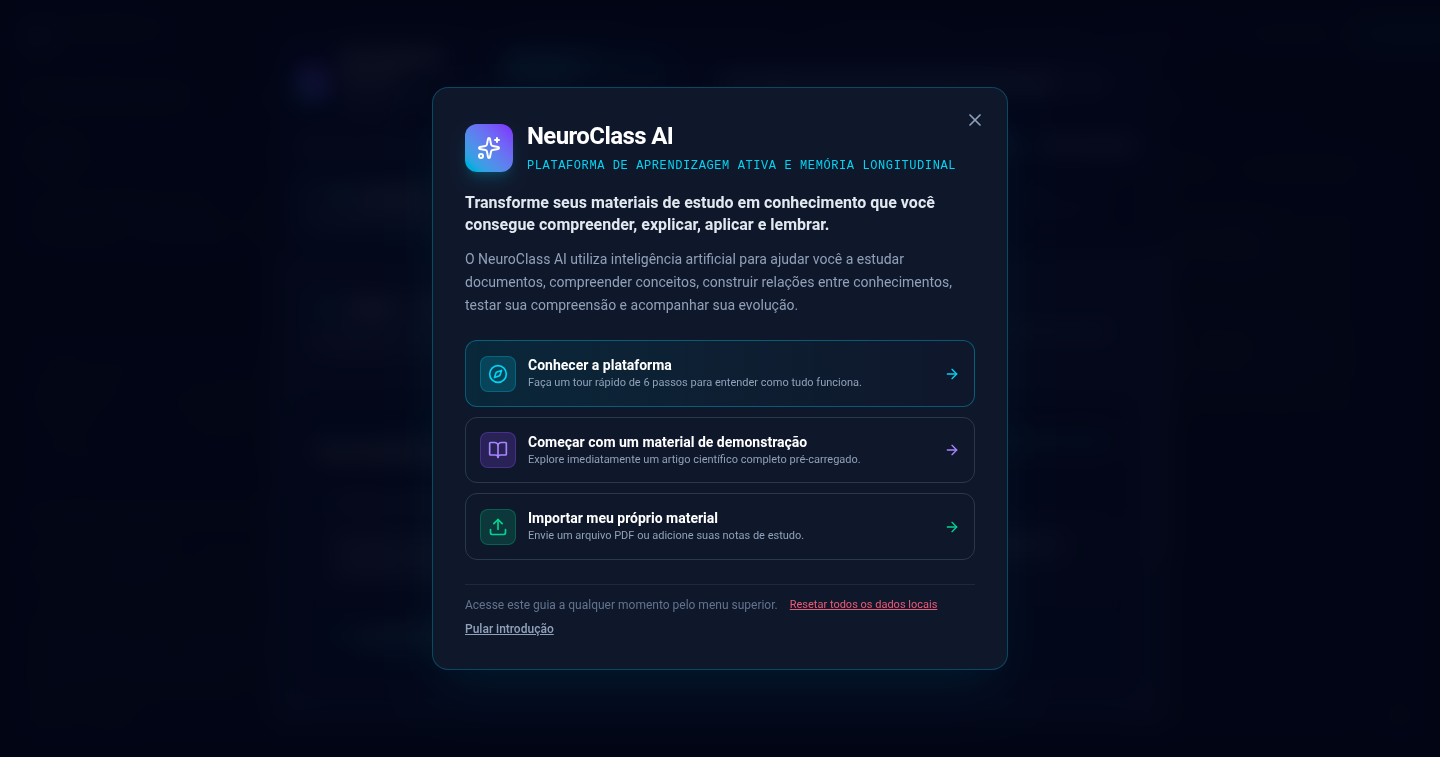 NeuroClass AI
PLATAFORMA DE APRENDIZAGEM ATIVA E MEMÓRIA LONGITUDINAL
Transforme seus materiais de estudo em conhecimento que você
consegue compreender, explicar, aplicar e lembrar.
O NeuroClass AI utiliza inteligência artificial para ajudar você a estudar
documentos, compreender conceitos, construir relações entre conhecimentos,
testar sua compreensão e acompanhar sua evolução.
Conhecer a plataforma
Faça um tour rápido de 6 passos para entender como tudo funciona.
Começar com um material de demonstração
Explore imediatamente um artigo científico completo pré-carregado.
Importar meu próprio material
Envie um arquivo PDF ou adicione suas notas de estudo.
Acesse este guia a qualquer momento pelo menu superior. Resetar todos os dados locais
Pular introdução